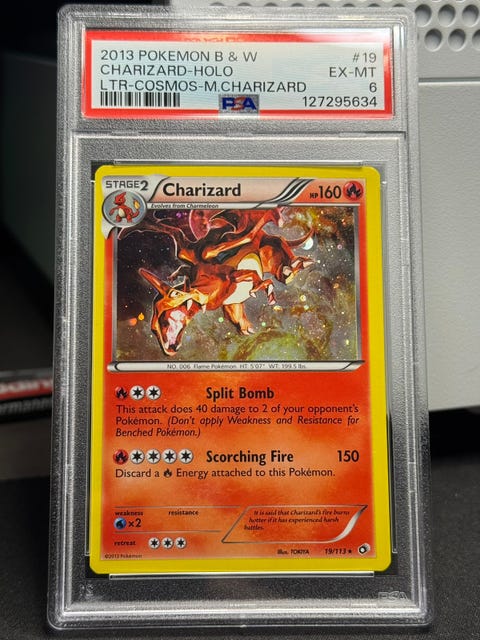 2013 POKEMON B & W #19
CHARIZARD-HOLO EX-MT
LTR-COSMOS-M.CHARIZARD 6
PSA 127295634
STAGE2 Charizard HP160
Evolves from Charmeleon
NO. 006 Flame Pokémon HT: 5'07" WT: 199.5 lbs.
Split Bomb
This attack does 40 damage to 2 of your opponent's
Pokémon. (Don't apply Weakness and Resistance for
Benched Pokémon.)
Scorching Fire 150
Discard a Energy attached to this Pokémon.
weakness resistance
×2
retreat
It is said that Charizard's fire burns
hotter if it has experienced harsh
battles.
©2013 Pokémon Illus. TOKIYA 19/113 ★